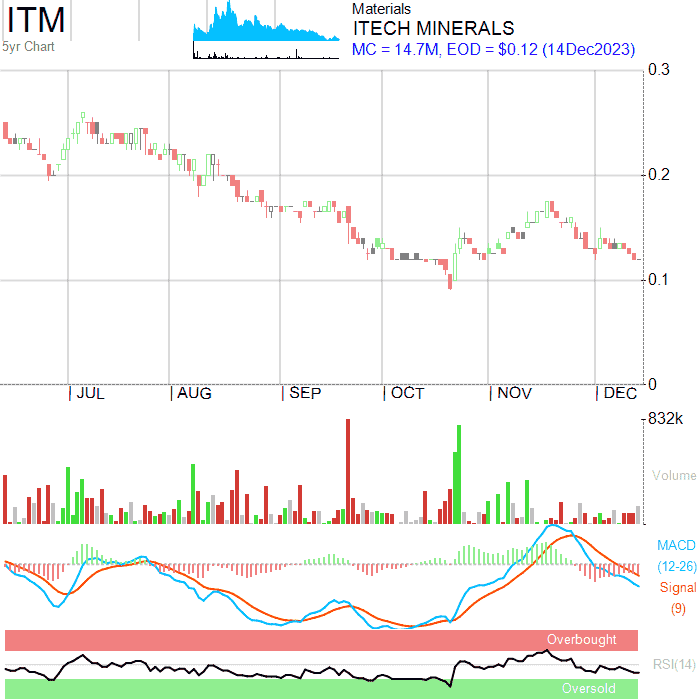 ITM
5yr Chart
Materials
ITECH MINERALS
MC = 14.7M, EOD = $0.12 (14Dec2023)
0.3
0.2
0.1
0
JUL AUG SEP OCT NOV DEC
832k
Volume
MACD
(12-26)
Signal
(9)
Overbought
RSI(14)
Oversold